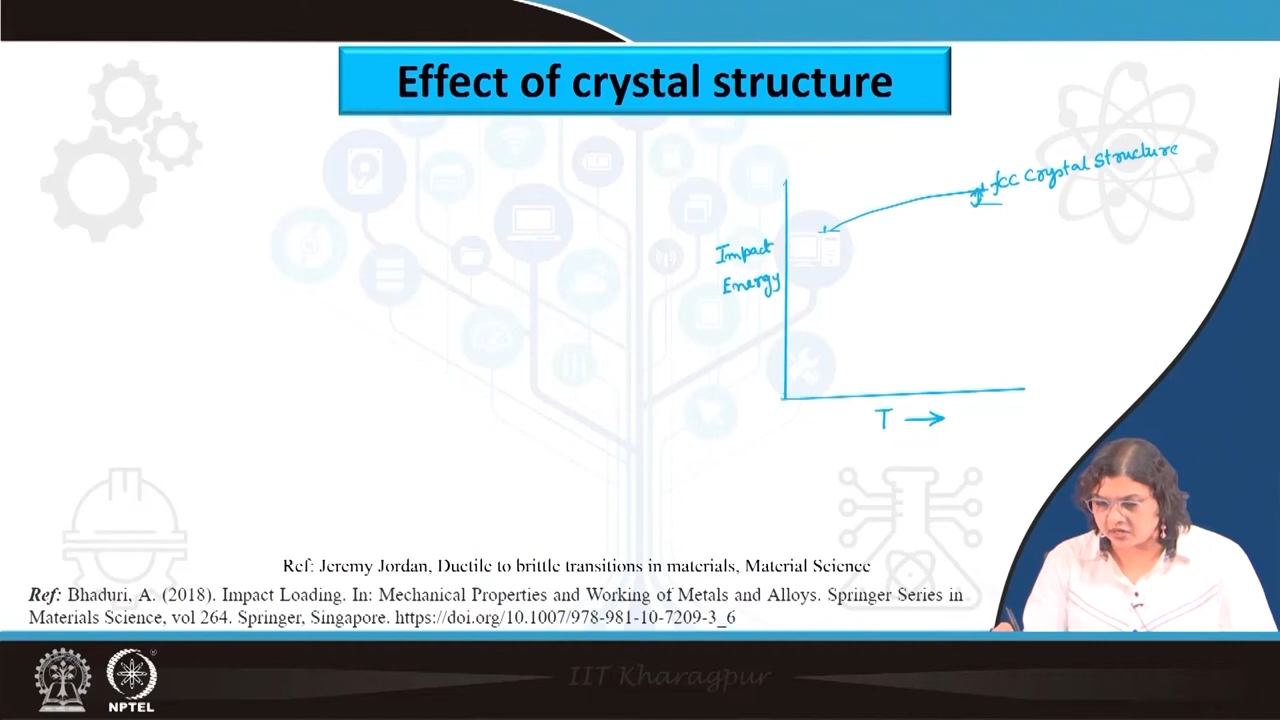 Effect of crystal structure
fcc Crystal Structure
Impact
Energy
T →
Ref: Jeremy Jordan, Ductile to brittle transitions in materials, Material Science
Ref: Bhaduri, A. (2018). Impact Loading. In: Mechanical Properties and Working of Metals and Alloys. Springer Series in
Materials Science, vol 264. Springer, Singapore. https://doi.org/10.1007/978-981-10-7209-3_6
IIT Kharagpur
NPTEL